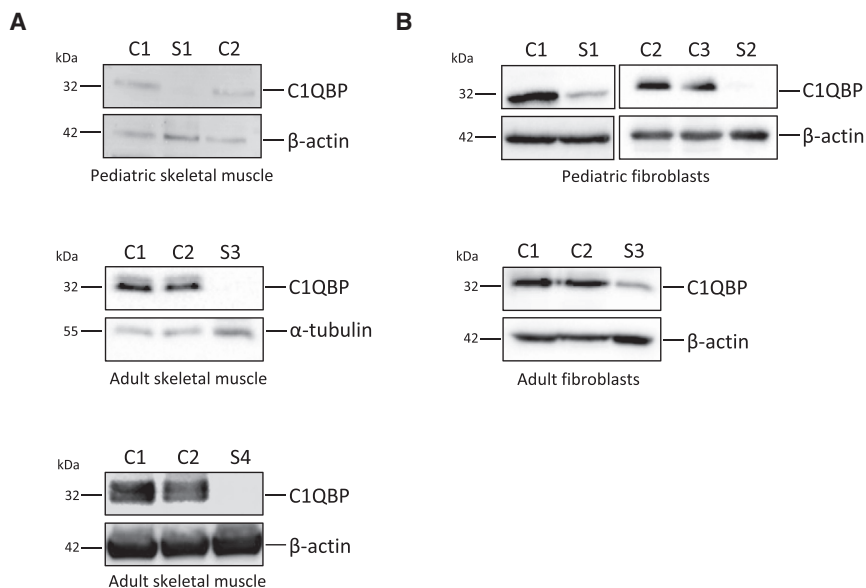 A
C1 S1 C2
kDa
32 C1QBP
42 β-actin
Pediatric skeletal muscle
C1 C2 S3
kDa
32 C1QBP
55 α-tubulin
Adult skeletal muscle
C1 C2 S4
kDa
32 C1QBP
42 β-actin
Adult skeletal muscle
B
C1 S1 C2 C3 S2
kDa
32 C1QBP
42 β-actin
Pediatric fibroblasts
C1 C2 S3
kDa
32 C1QBP
42 β-actin
Adult fibroblasts